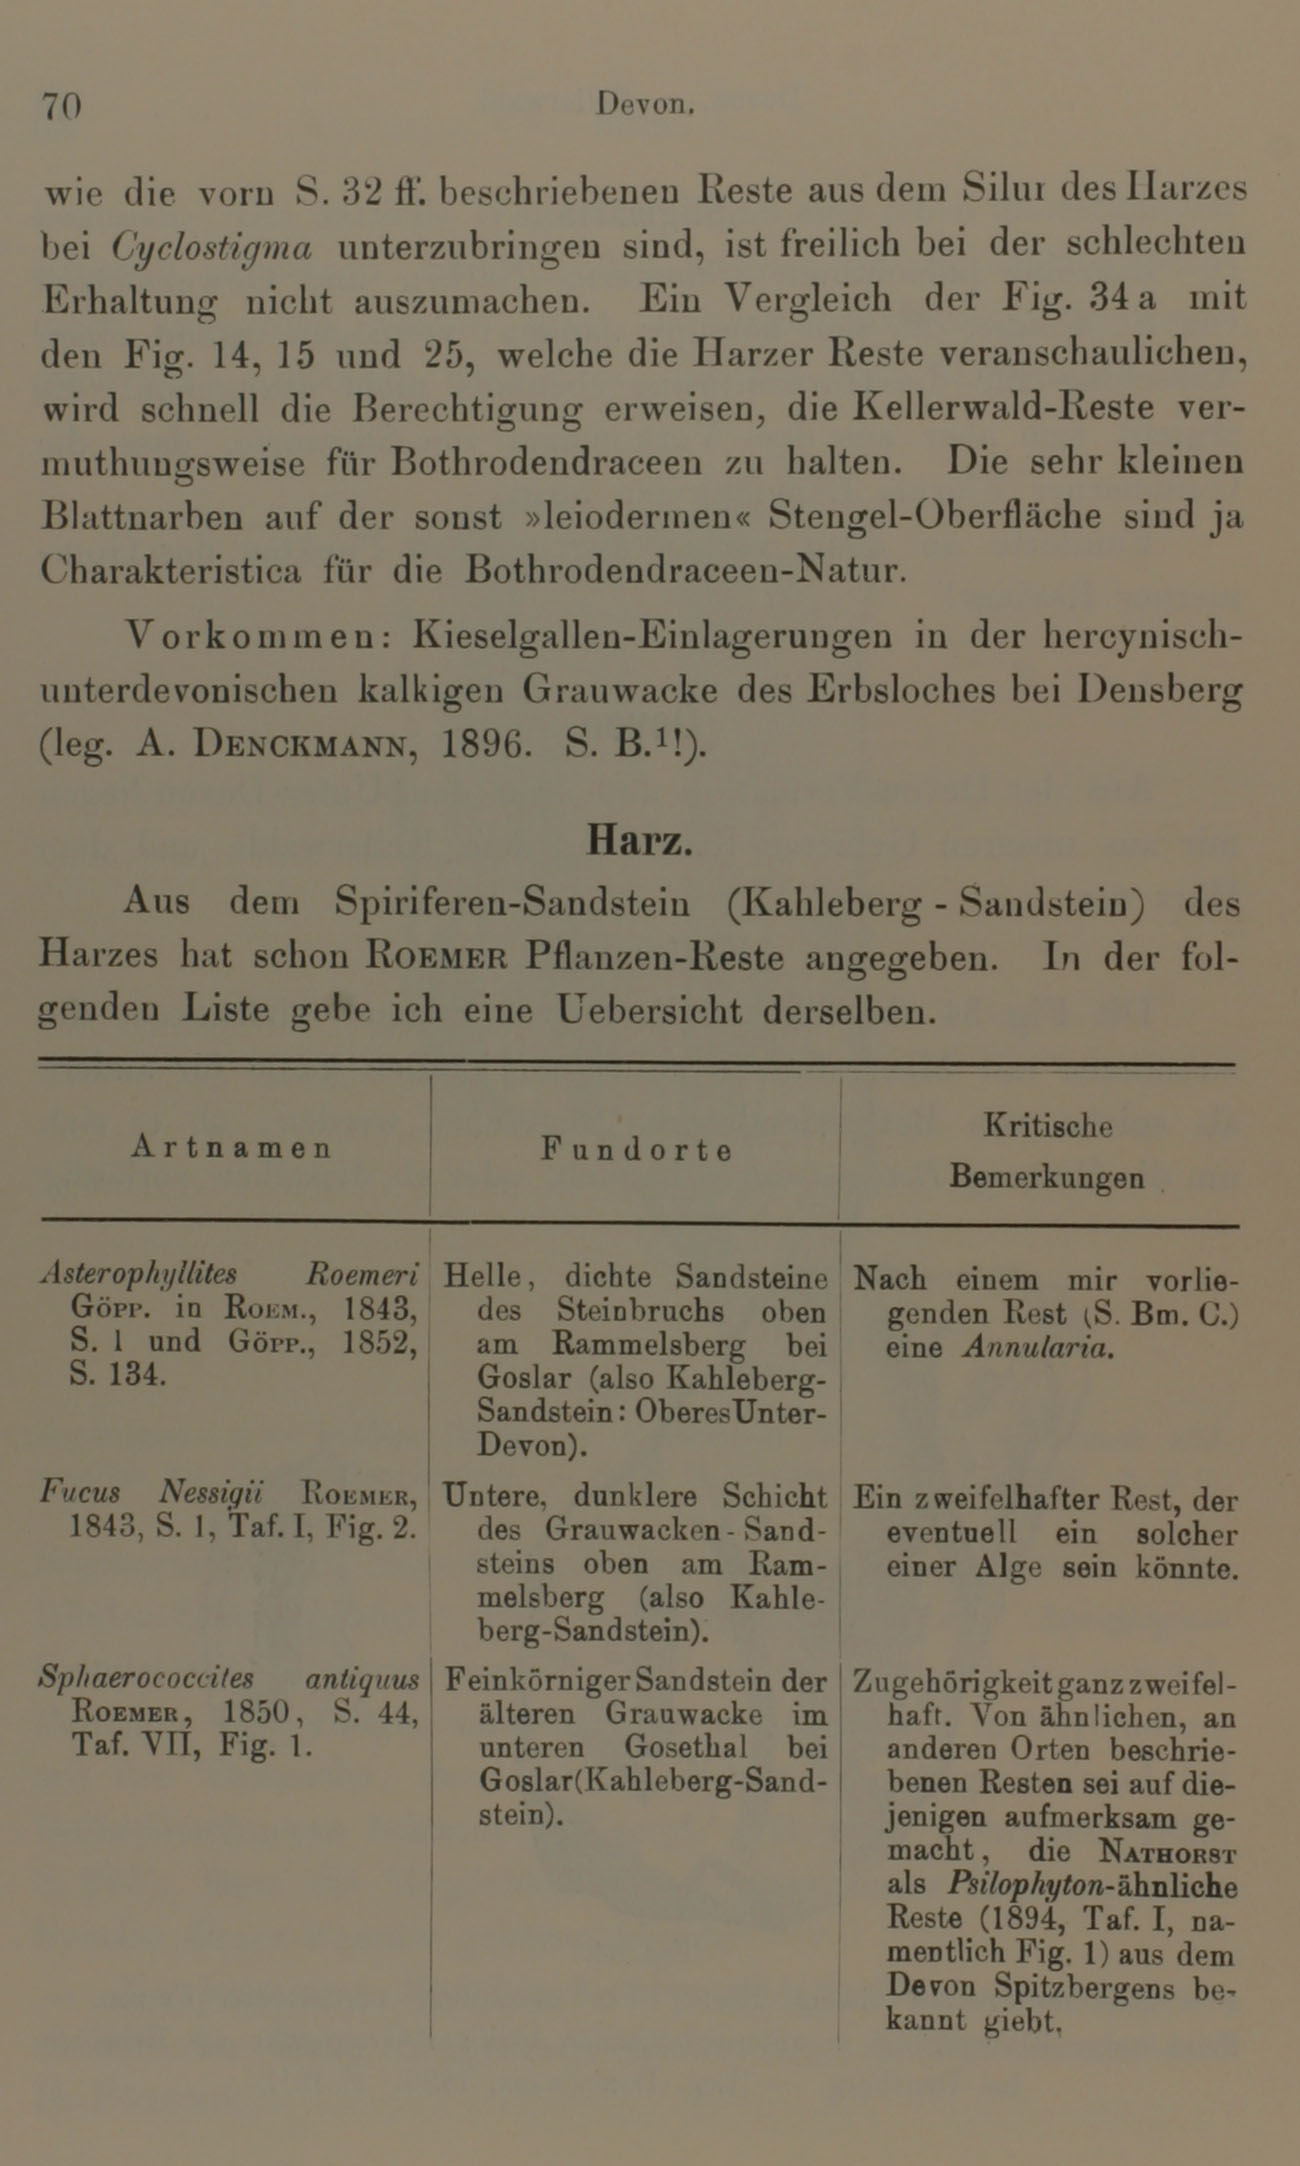 70
Devon.
wie die vorn S. 32 ff. beschriebenen Reste aus dem Silur des Harzes
bei Cyclostigma unterzubringen sind, ist freilich bei der schlechten
Erhaltung nicht auszumachen. Ein Vergleich der Fig. 34 a mit
den Fig. 14, 15 und 25, welche die Harzer Reste veranschaulichen,
wird schnell die Berechtigung erweisen, die Kellerwald-Reste ver-
muthungsweise für Bothrodendraceen zu halten. Die sehr kleinen
Blattnarben auf der sonst »leiodermen« Stengel-Oberfläche sind ja
Charakteristica für die Bothrodendraceen-Natur.
Vorkommen: Kieselgallen-Einlagerungen in der hercynisch-
unterdevonischen kalkigen Grauwacke des Erbsloches bei Densberg
(leg. A. DENCKMANN, 1896. S. B.¹!).
Harz.
Aus dem Spiriferen-Sandstein (Kahleberg-Sandstein) des
Harzes hat schon ROEMER Pflanzen-Reste angegeben. In der fol-
genden Liste gebe ich eine Uebersicht derselben.
Artnamen
Fundorte
Kritische
Bemerkungen
Asterophyllites Roemeri
GÖPP. in ROEM., 1843,
S. 1 und GÖPP., 1852,
S. 134.
Helle, dichte Sandsteine
des Steinbruchs oben
am Rammelsberg bei
Goslar (also Kahleberg-
Sandstein: Oberes Unter-
Devon).
Nach einem mir vorlie-
genden Rest (S. Bm. C.)
eine Annularia.
Fucus Nessigii ROEMER,
1843, S. 1, Taf. I, Fig. 2.
Untere, dunklere Schicht
des Grauwacken-Sand-
steins oben am Ram-
melsberg (also Kahle-
berg-Sandstein).
Ein zweifelhafter Rest, der
eventuell ein solcher
einer Alge sein könnte.
Sphaerococcites antiquus
ROEMER, 1850, S. 44,
Taf. VII, Fig. 1.
Feinkörniger Sandstein der
älteren Grauwacke im
unteren Gosethal bei
Goslar (Kahleberg-Sand-
stein).
Zugehörigkeit ganz zweifel-
haft. Von ähnlichen, an
anderen Orten beschrie-
benen Resten sei auf die-
jenigen aufmerksam ge-
macht, die NATHORST
als Psilophyton-ähnliche
Reste (1894, Taf. I, na-
mentlich Fig. 1) aus dem
Devon Spitzbergens be-
kannt giebt.